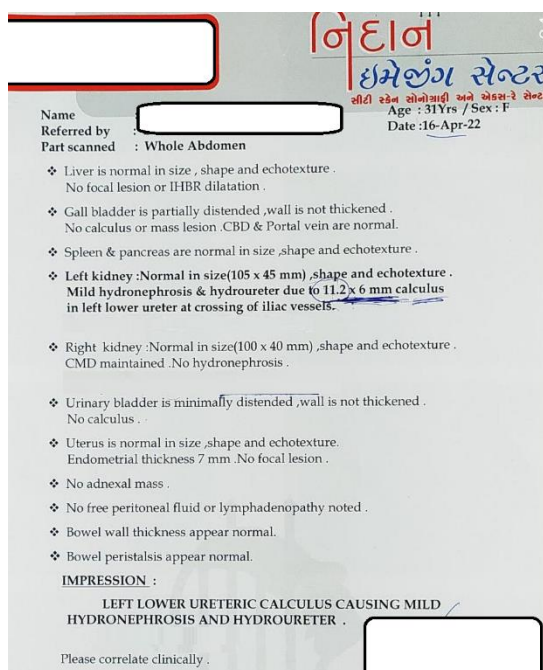 નિદાન
ઇમેજીંગ સેન્ટર
સીટી સ્કેન સોનોગ્રાફી અને એક્સ-રે સેન્ટ
Name
Age : 31Yrs / Sex : F
Referred by :
Date :16-Apr-22
Part scanned : Whole Abdomen
❖ Liver is normal in size , shape and echotexture .
No focal lesion or IHBR dilatation .
❖ Gall bladder is partially distended ,wall is not thickened .
No calculus or mass lesion .CBD & Portal vein are normal.
❖ Spleen & pancreas are normal in size ,shape and echotexture .
❖ Left kidney :Normal in size(105 x 45 mm) ,shape and echotexture .
Mild hydronephrosis & hydroureter due to 11.2 x 6 mm calculus
in left lower ureter at crossing of iliac vessels.
❖ Right kidney :Normal in size(100 x 40 mm) ,shape and echotexture .
CMD maintained .No hydronephrosis .
❖ Urinary bladder is minimally distended ,wall is not thickened .
No calculus .
❖ Uterus is normal in size ,shape and echotexture.
Endometrial thickness 7 mm .No focal lesion .
❖ No adnexal mass .
❖ No free peritoneal fluid or lymphadenopathy noted .
❖ Bowel wall thickness appear normal.
❖ Bowel peristalsis appear normal.
IMPRESSION :
LEFT LOWER URETERIC CALCULUS CAUSING MILD
HYDRONEPHROSIS AND HYDROURETER .
Please correlate clinically .